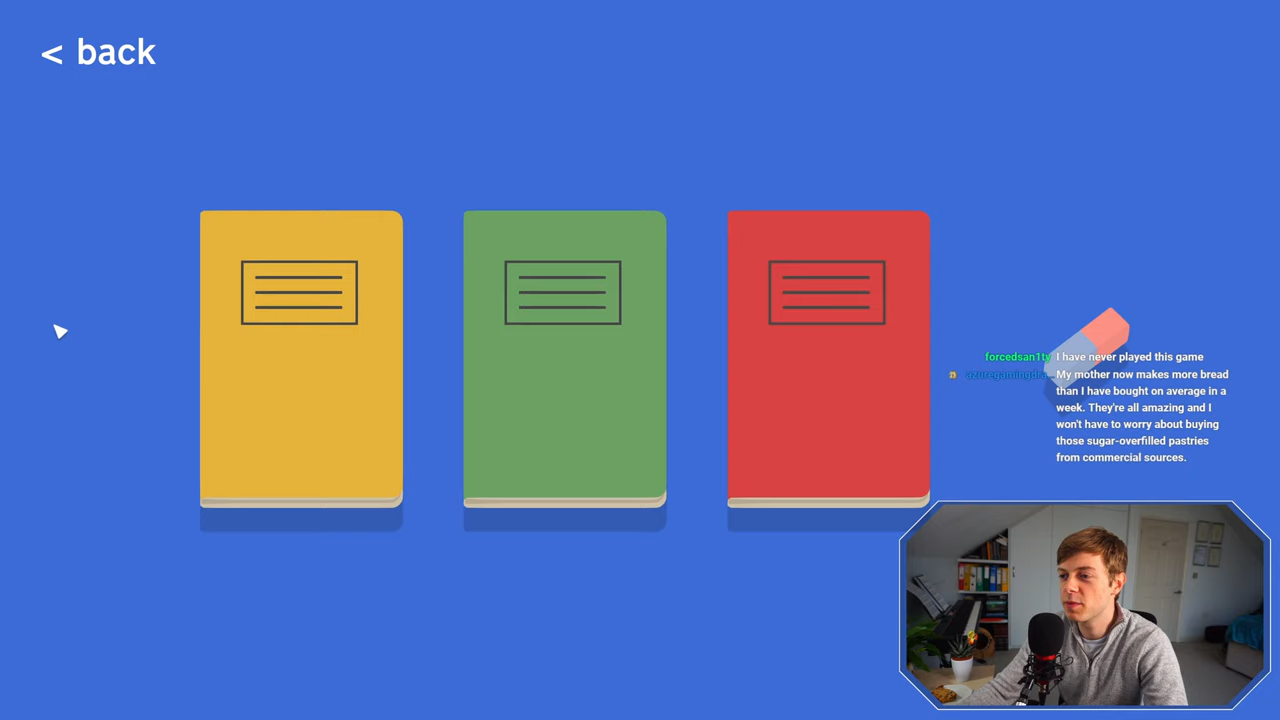 < back
forcedsan1ty I have never played this game
My mother now makes more bread
than I have bought on average in a
week. They're all amazing and I
won't have to worry about buying
those sugar-overfilled pastries
from commercial sources.